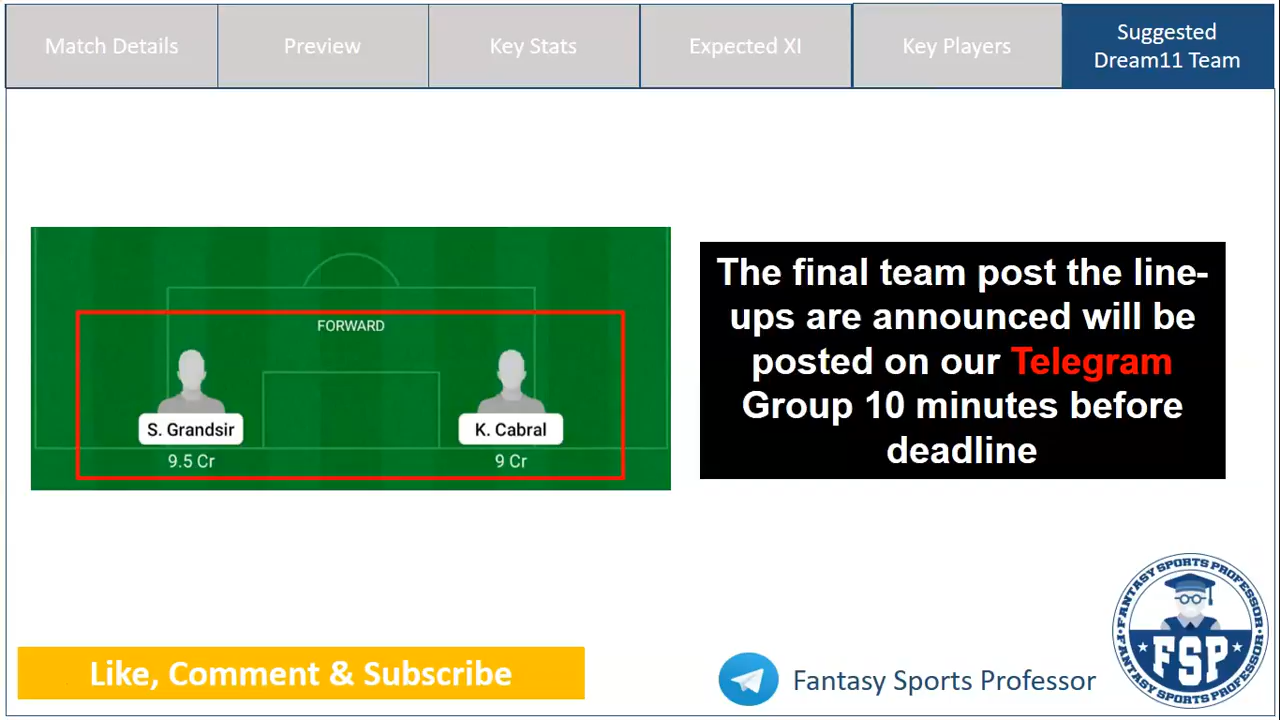 Match Details
Preview
Key Stats
Expected XI
Key Players
Suggested
Dream11 Team
FORWARD
S. Grandsir
K. Cabral
9.5 Cr
9 Cr
The final team post the line-
ups are announced will be
posted on our Telegram
Group 10 minutes before
deadline
Like, Comment & Subscribe
Fantasy Sports Professor
FANTASY SPORTS PROFESSOR
FSP
FANTASY SPORTS PROFESSOR